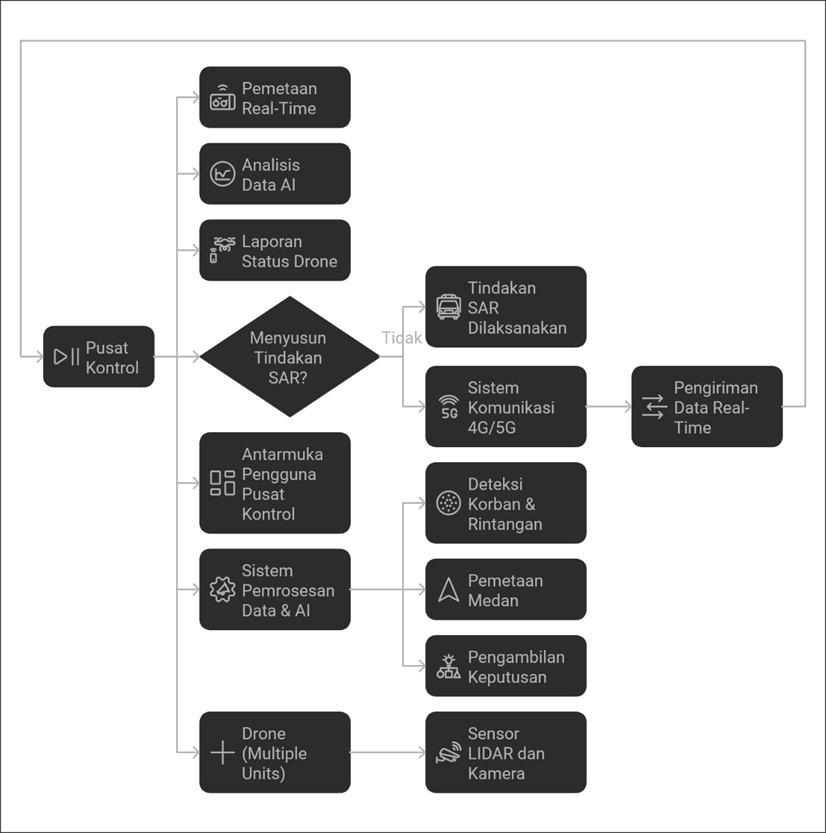 Pemetaan
Real-Time
Analisis
Data AI
Laporan
Status Drone
Tindakan
SAR
Dilaksanakan
Menyusun
Tindakan
SAR?
Tidak
Pusat
Kontrol
5G
Sistem
Komunikasi
4G/5G
Pengiriman
Data Real-
Time
Antarmuka
Pengguna
Pusat
Kontrol
Deteksi
Korban &
Rintangan
Sistem
Pemrosesan
Data & AI
Pemetaan
Medan
Pengambilan
Keputusan
Drone
(Multiple
Units)
Sensor
LIDAR dan
Kamera